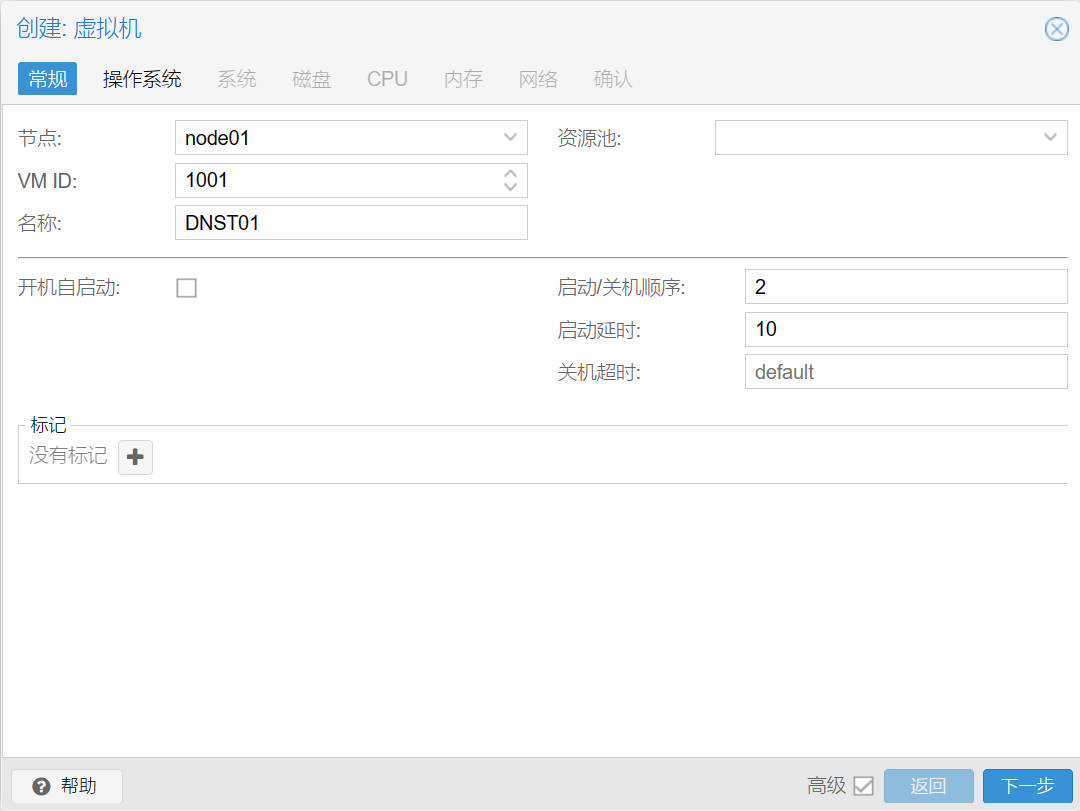 创建: 虚拟机
常规 操作系统 系统 磁盘 CPU 内存 网络 确认
节点: node01 资源池:
VM ID: 1001
名称: DNST01
开机自启动: 启动/关机顺序: 2
启动延时: 10
关机超时: default
标记
没有标记
帮助 高级 返回 下一步